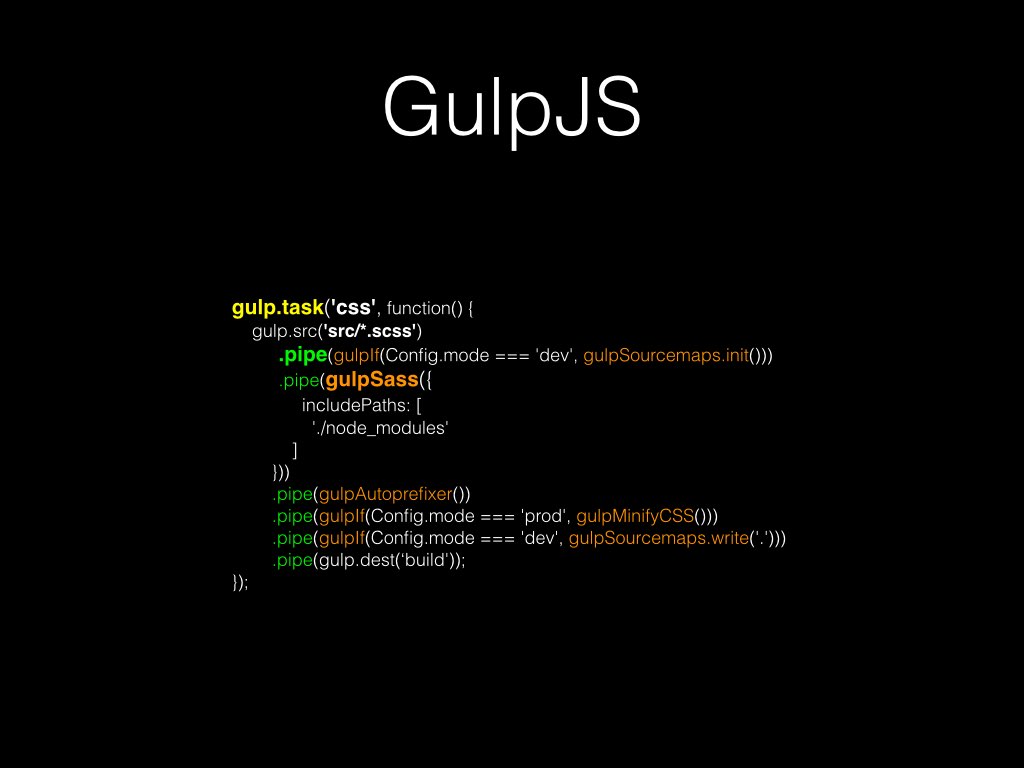 GulpJS
gulp.task('css', function() {
gulp.src('src/*.scss')
.pipe(gulpIf(Config.mode === 'dev', gulpSourcemaps.init()))
.pipe(gulpSass({
includePaths: [
'./node_modules'
]
}))
.pipe(gulpAutoprefixer())
.pipe(gulpIf(Config.mode === 'prod', gulpMinifyCSS()))
.pipe(gulpIf(Config.mode === 'dev', gulpSourcemaps.write('.')))
.pipe(gulp.dest(‘build'));
});